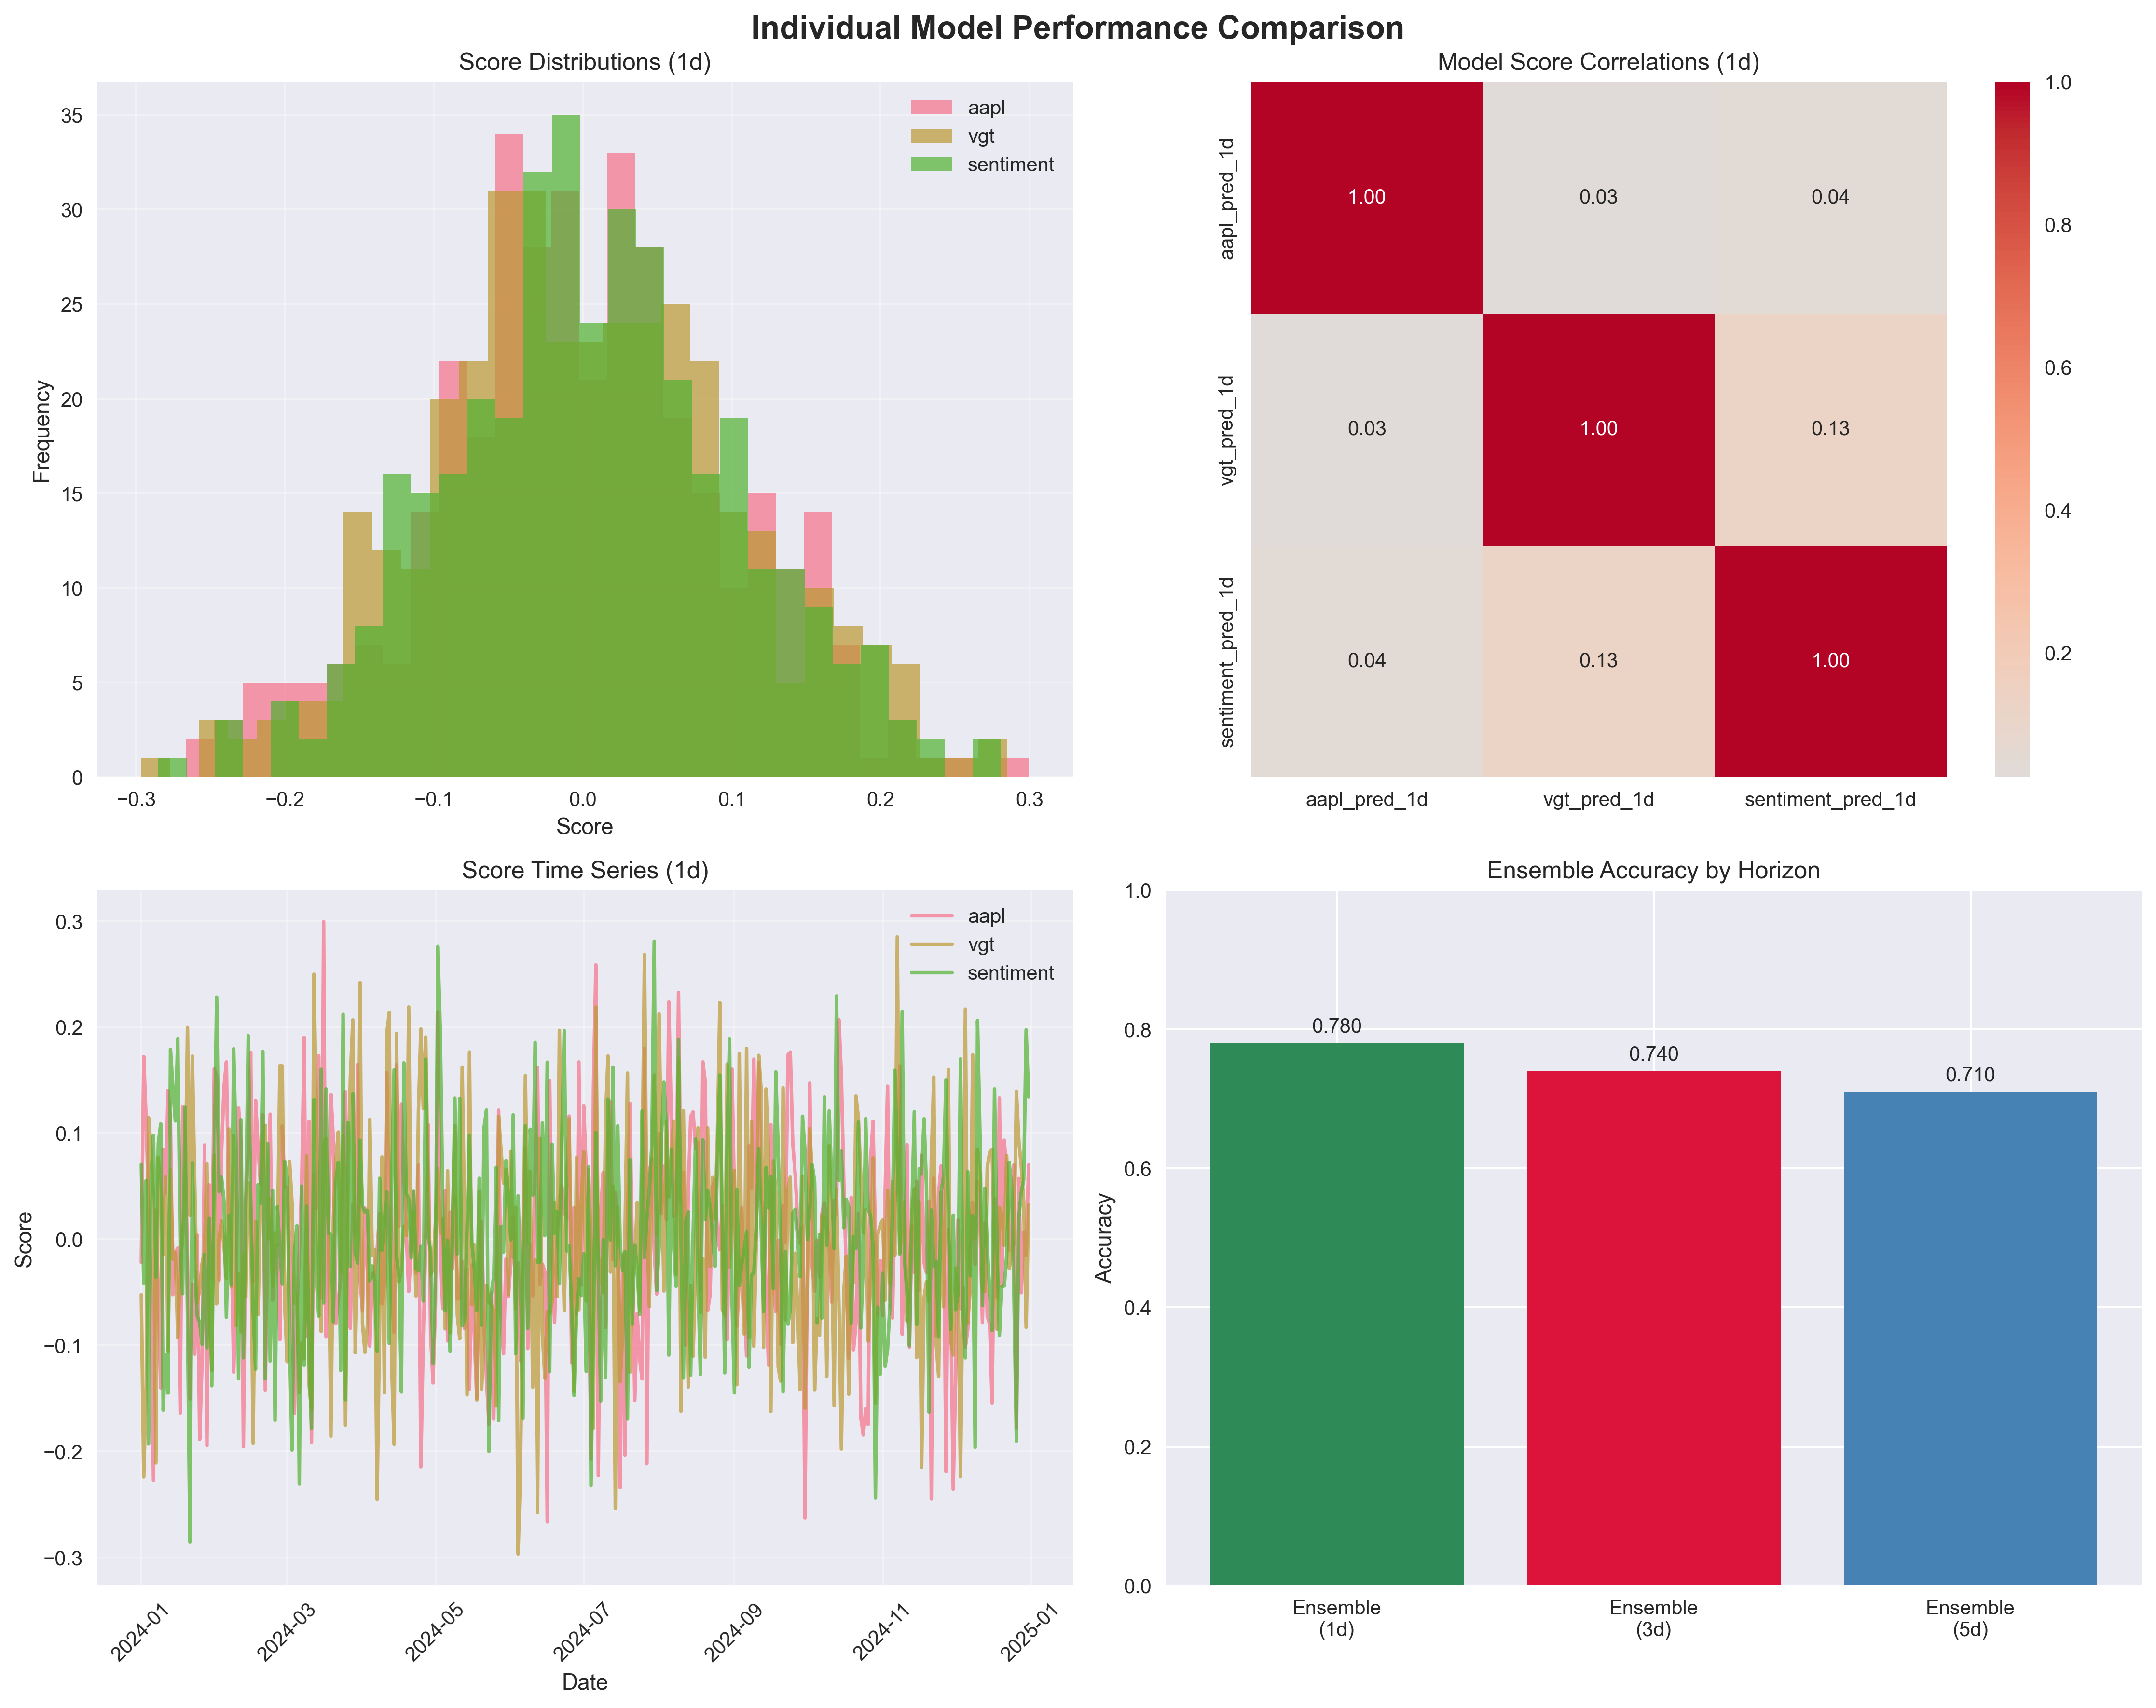 Individual Model Performance Comparison
Score Distributions (1d)
35
30
25
20
15
10
5
0
Frequency
−0.3
−0.2
−0.1
0.0
0.1
0.2
0.3
Score
aapl
vgt
sentiment
Model Score Correlations (1d)
aapl_pred_1d
vgt_pred_1d
sentiment_pred_1d
1.00
0.03
0.04
0.03
1.00
0.13
0.04
0.13
1.00
aapl_pred_1d
vgt_pred_1d
sentiment_pred_1d
1.0
0.8
0.6
0.4
0.2
Score Time Series (1d)
0.3
0.2
0.1
0.0
−0.1
−0.2
−0.3
Score
aapl
vgt
sentiment
2024-01
2024-03
2024-05
2024-07
2024-09
2024-11
2025-01
Date
Ensemble Accuracy by Horizon
1.0
0.8
0.6
0.4
0.2
0.0
Accuracy
0.780
0.740
0.710
Ensemble
(1d)
Ensemble
(3d)
Ensemble
(5d)